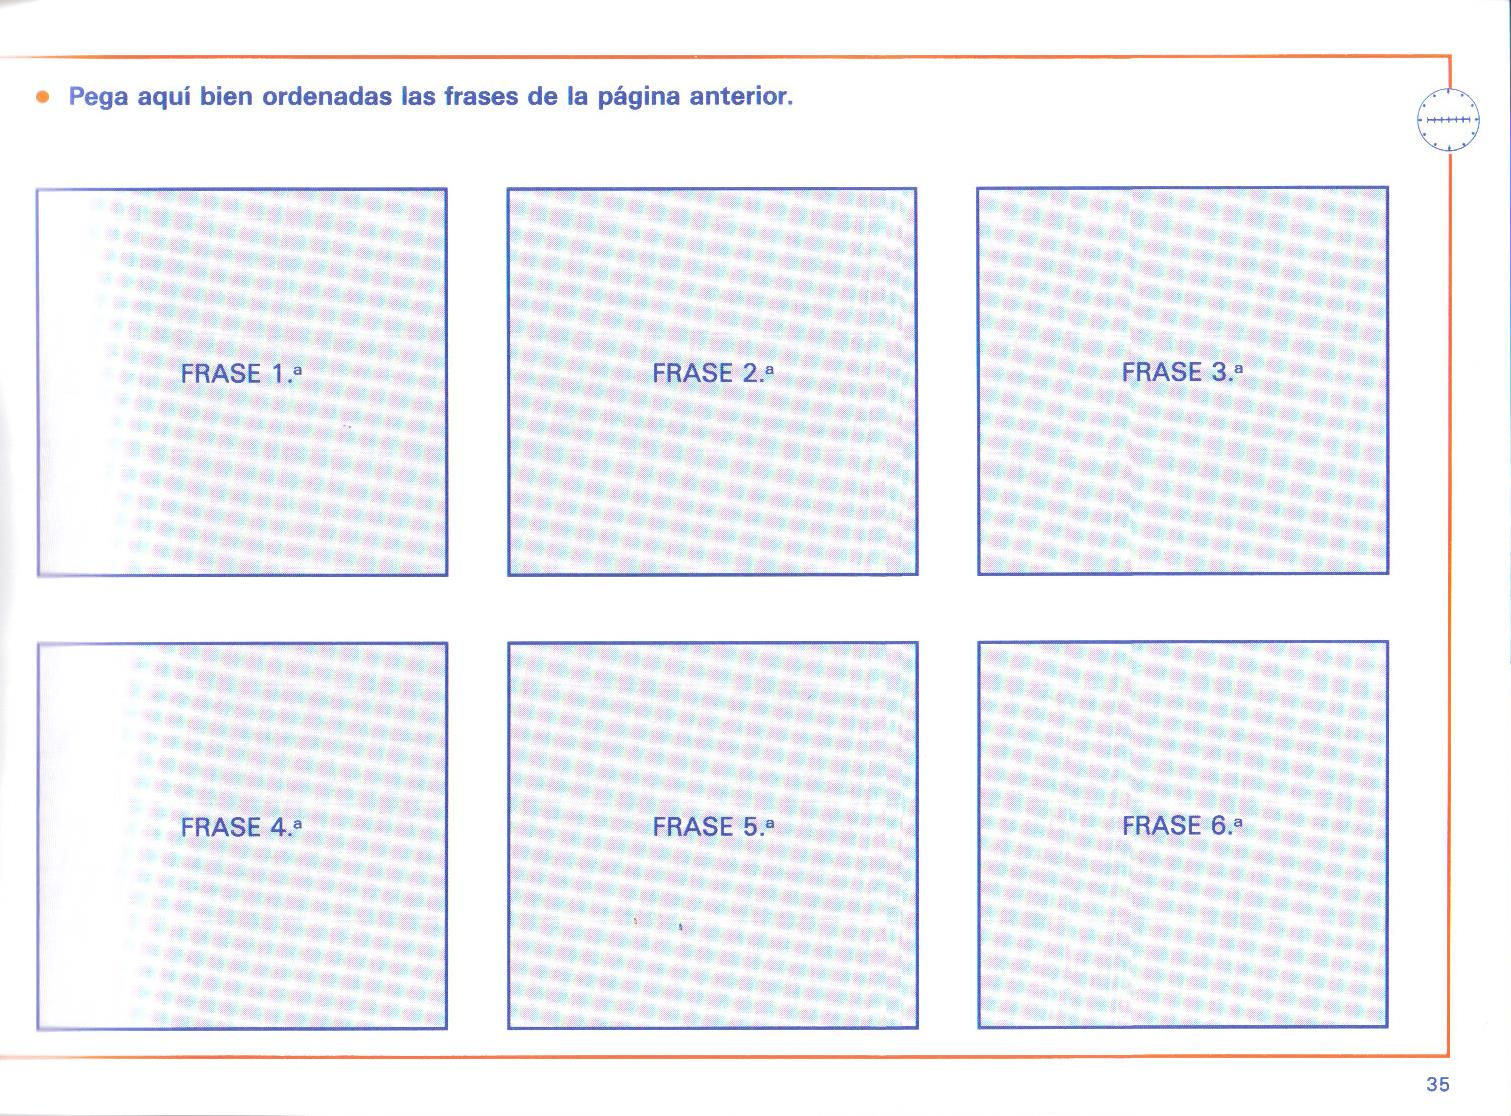 ● Pega aquí bien ordenadas las frases de la página anterior.
FRASE 1.ª
FRASE 2.ª
FRASE 3.ª
FRASE 4.ª
FRASE 5.ª
FRASE 6.ª
35